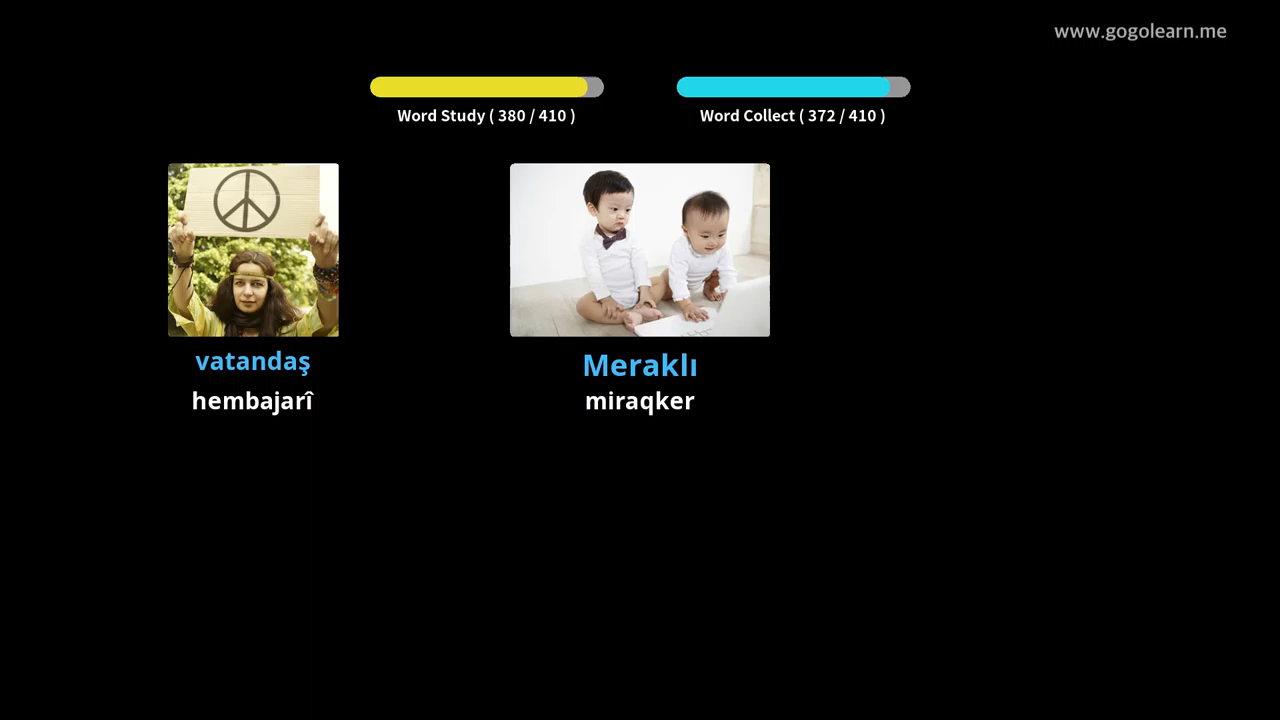 www.gogolearn.me
Word Study ( 380 / 410 )
Word Collect ( 372 / 410 )
vatandaş
hembajarî
Meraklı
miraqker